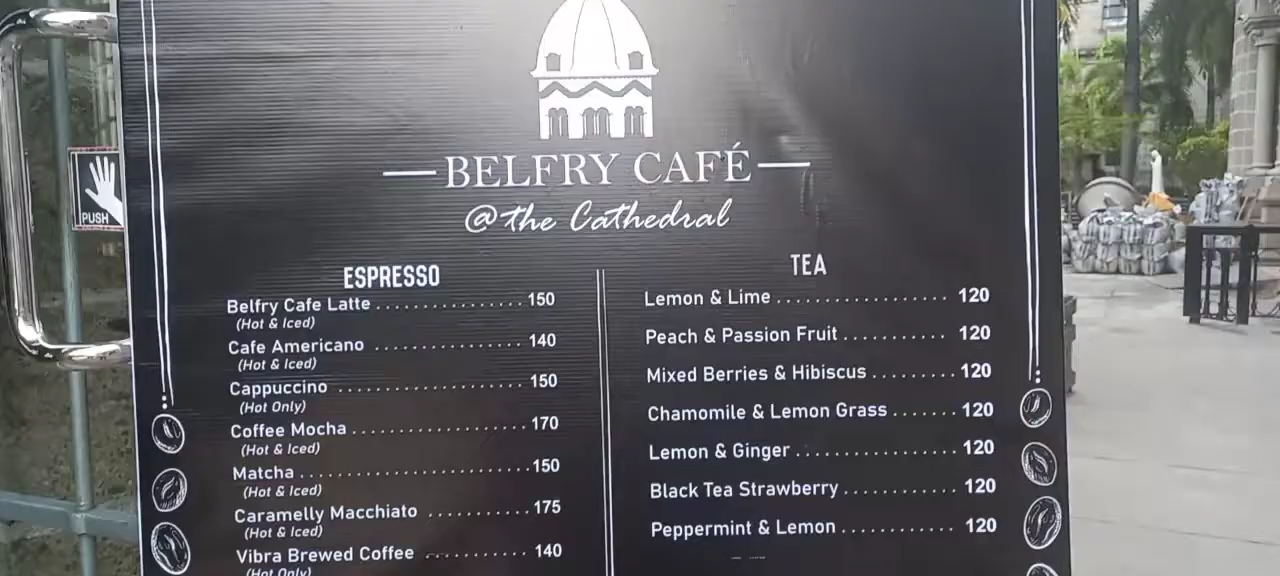 PUSH
BELFRY CAFÉ
@ the Cathedral
ESPRESSO
Belfry Cafe Latte 150
(Hot & Iced)
Cafe Americano 140
(Hot & Iced)
Cappuccino 150
(Hot Only)
Coffee Mocha 170
(Hot & Iced)
Matcha 150
(Hot & Iced)
Caramelly Macchiato 175
(Hot & Iced)
Vibra Brewed Coffee 140
(Hot Only)
TEA
Lemon & Lime 120
Peach & Passion Fruit 120
Mixed Berries & Hibiscus 120
Chamomile & Lemon Grass 120
Lemon & Ginger 120
Black Tea Strawberry 120
Peppermint & Lemon 120